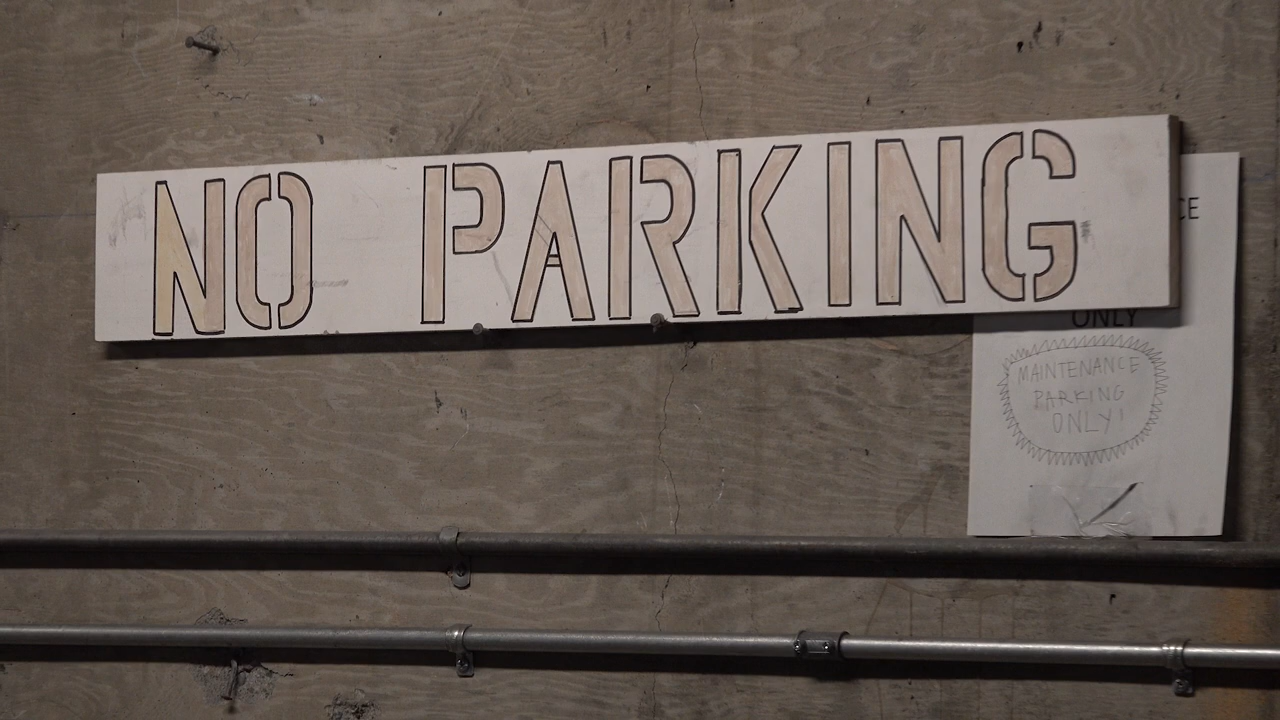 NO PARKING
CE
ONLY
MAINTENANCE
PARKING
ONLY!